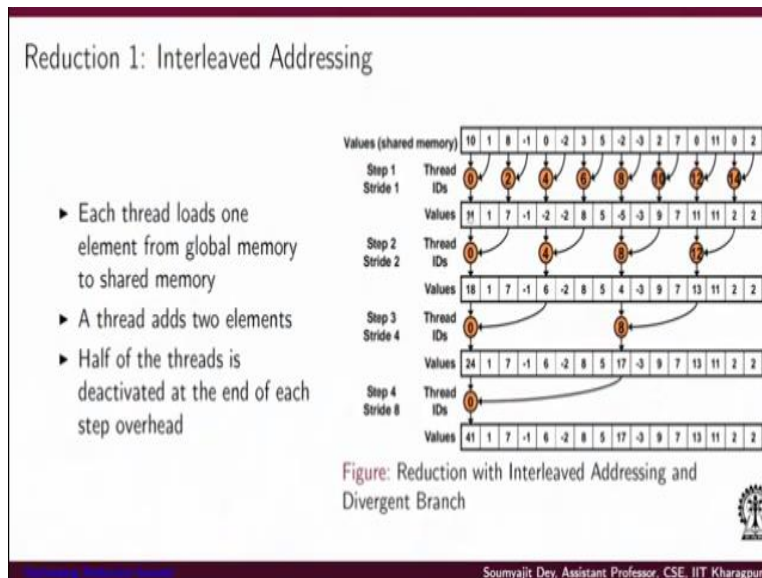 Reduction 1: Interleaved Addressing
▸ Each thread loads one
element from global memory
to shared memory
▸ A thread adds two elements
▸ Half of the threads is
deactivated at the end of each
step overhead
Values (shared memory) 10 1 8 -1 0 -2 3 5 -2 -3 2 7 0 11 0 2
Step 1 Thread
Stride 1 IDs
0 2 4 6 8 10 12 14
Values 11 1 7 -1 -2 -2 8 5 -5 -3 9 7 11 11 2 2
Step 2 Thread
Stride 2 IDs
0 4 8 12
Values 18 1 7 -1 6 -2 8 5 4 -3 9 7 13 11 2 2
Step 3 Thread
Stride 4 IDs
0 8
Values 24 1 7 -1 6 -2 8 5 17 -3 9 7 13 11 2 2
Step 4 Thread
Stride 8 IDs
0
Values 41 1 7 -1 6 -2 8 5 17 -3 9 7 13 11 2 2
Figure: Reduction with Interleaved Addressing and
Divergent Branch
Soumyajit Dey, Assistant Professor, CSE, IIT Kharagpur